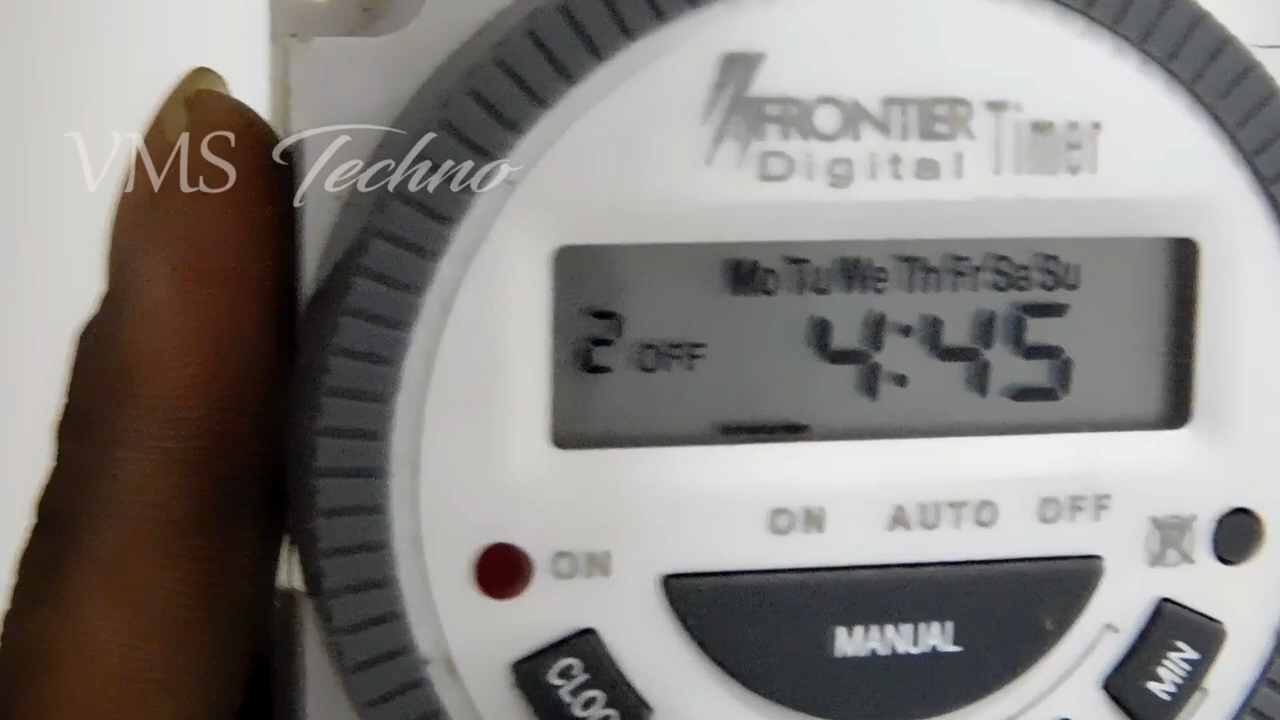 VMS Techno
FRONTIER Timer
Digital
Mo Tu We Th Fr Sa Su
2 OFF 4:45
ON AUTO OFF
R
ON
MANUAL
CLOC
MIN